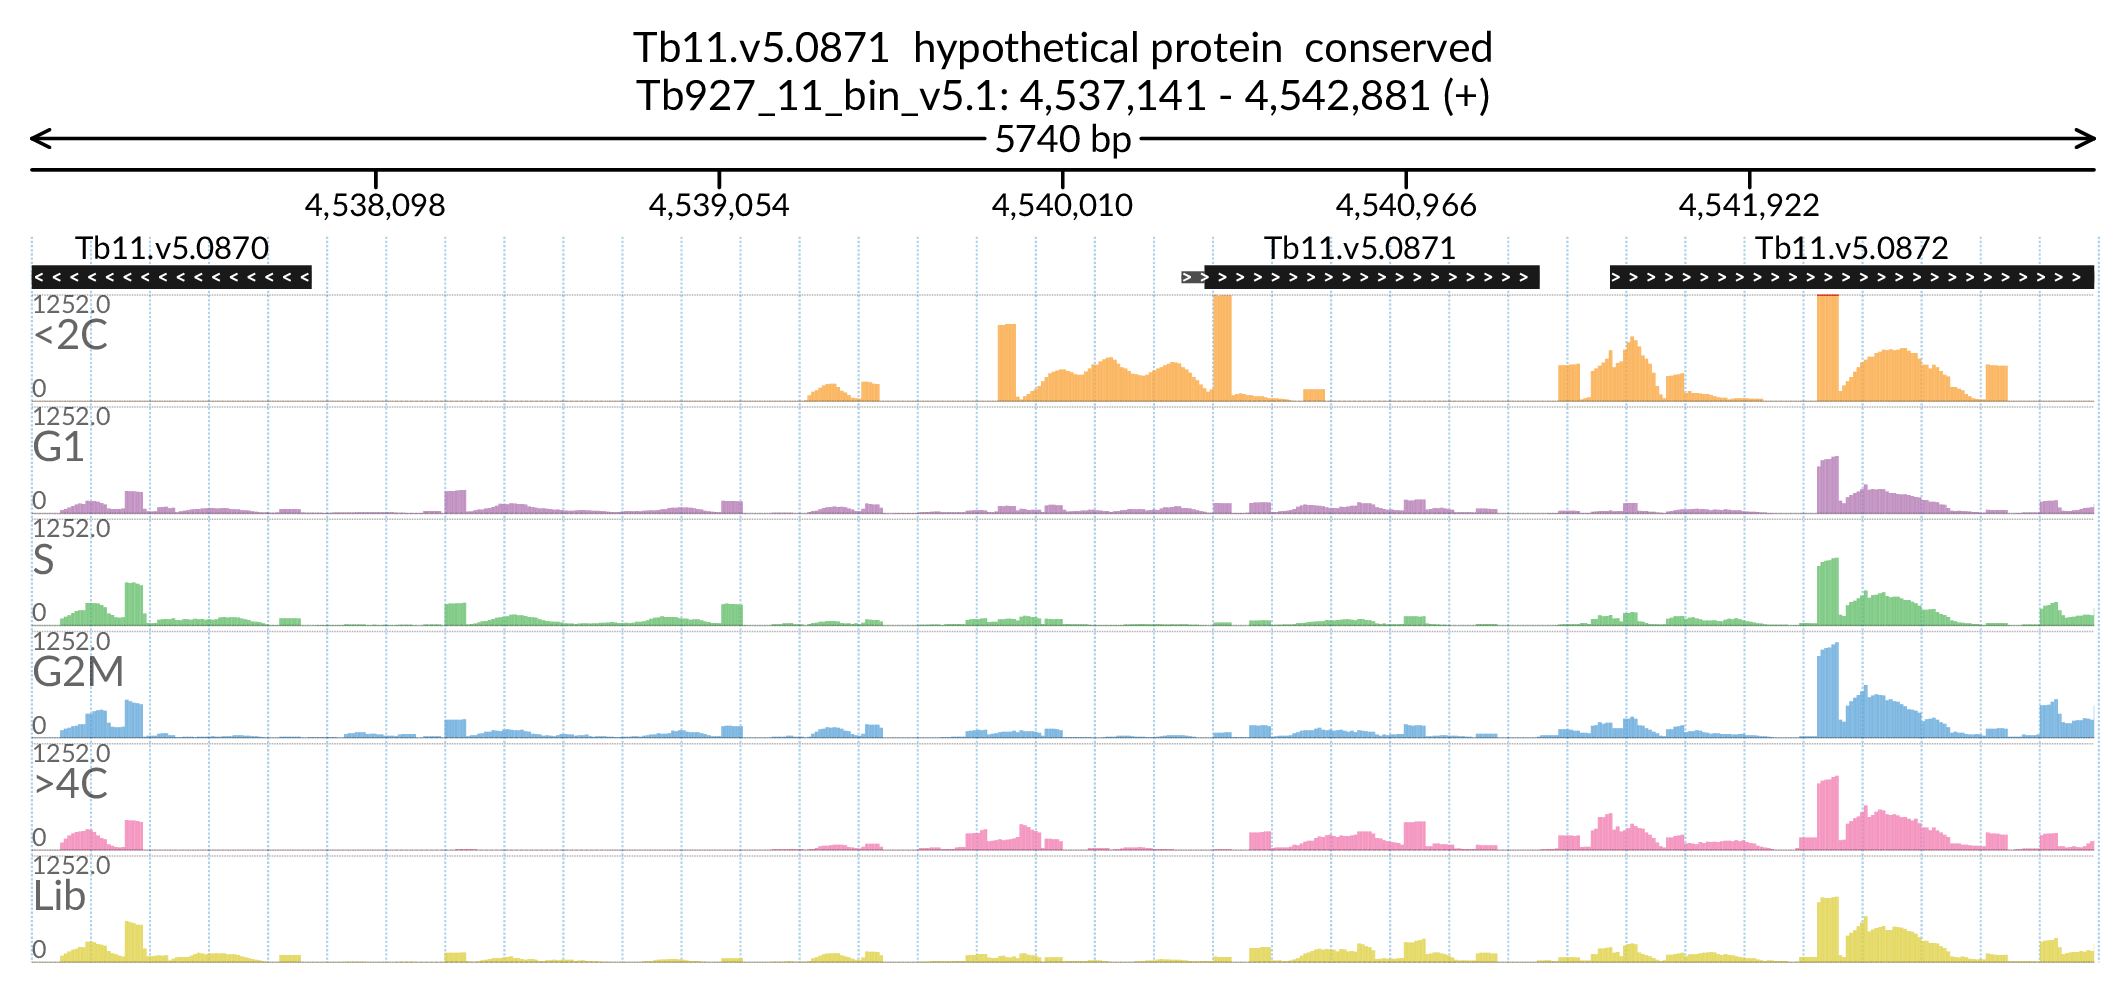 Tb11.v5.0871 hypothetical protein conserved
Tb927_11_bin_v5.1: 4,537,141 - 4,542,881 (+)
5740 bp
4,538,098 4,539,054 4,540,010 4,540,966 4,541,922
Tb11.v5.0870 Tb11.v5.0871 Tb11.v5.0872
1252.0
<2C
0
1252.0
G1
0
1252.0
S
0
1252.0
G2M
0
1252.0
>4C
0
1252.0
Lib
0